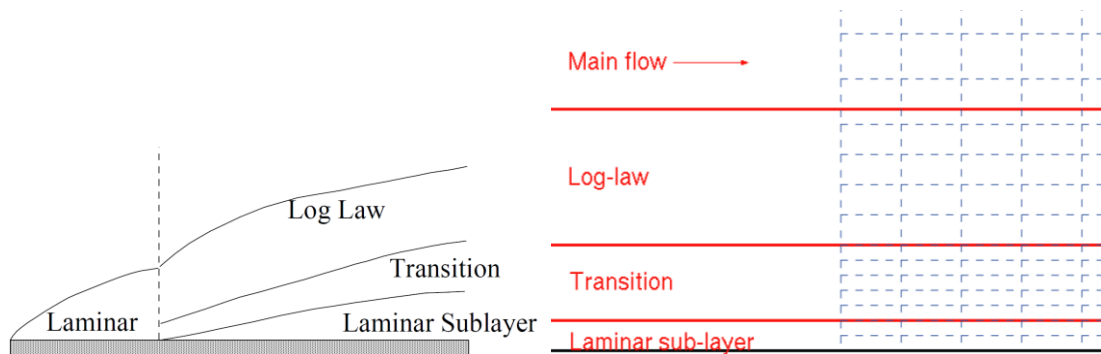 Log Law
Transition
Laminar
Laminar Sublayer
Main flow
Log-law
Transition
Laminar sub-layer